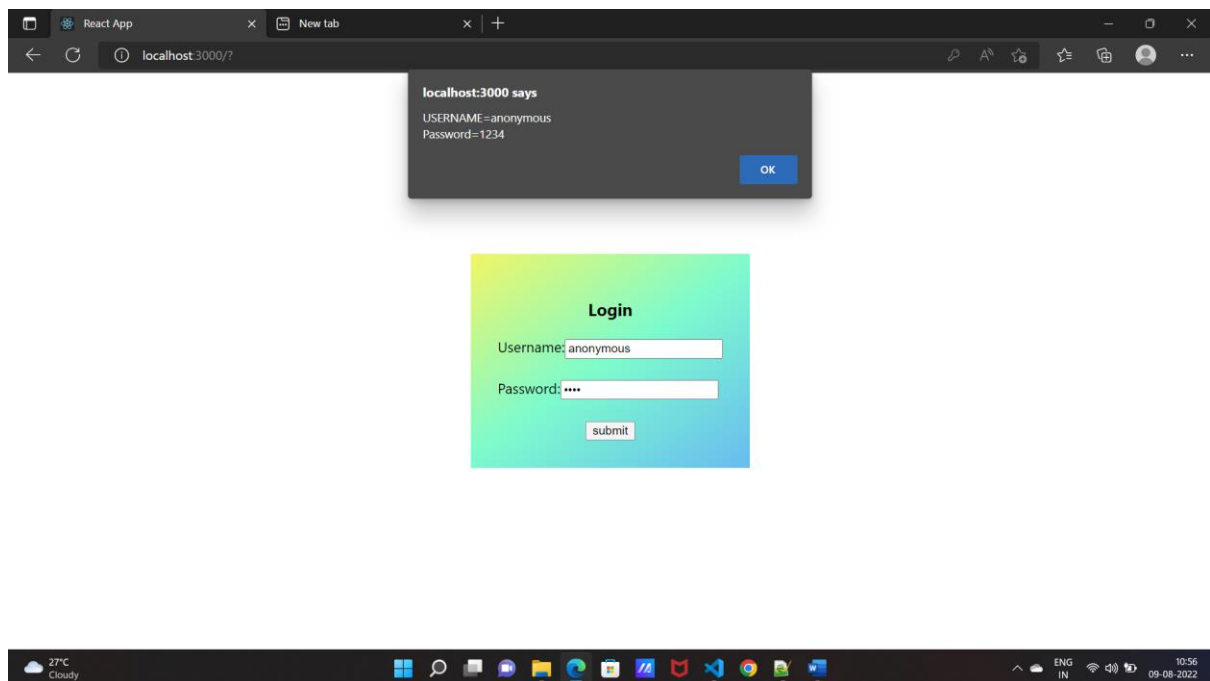 React App
New tab
localhost:3000/?
localhost:3000 says
USERNAME=anonymous
Password=1234
OK
Login
Username: anonymous
Password: ••••
submit
27°C
Cloudy
ENG
IN
10:56
09-08-2022